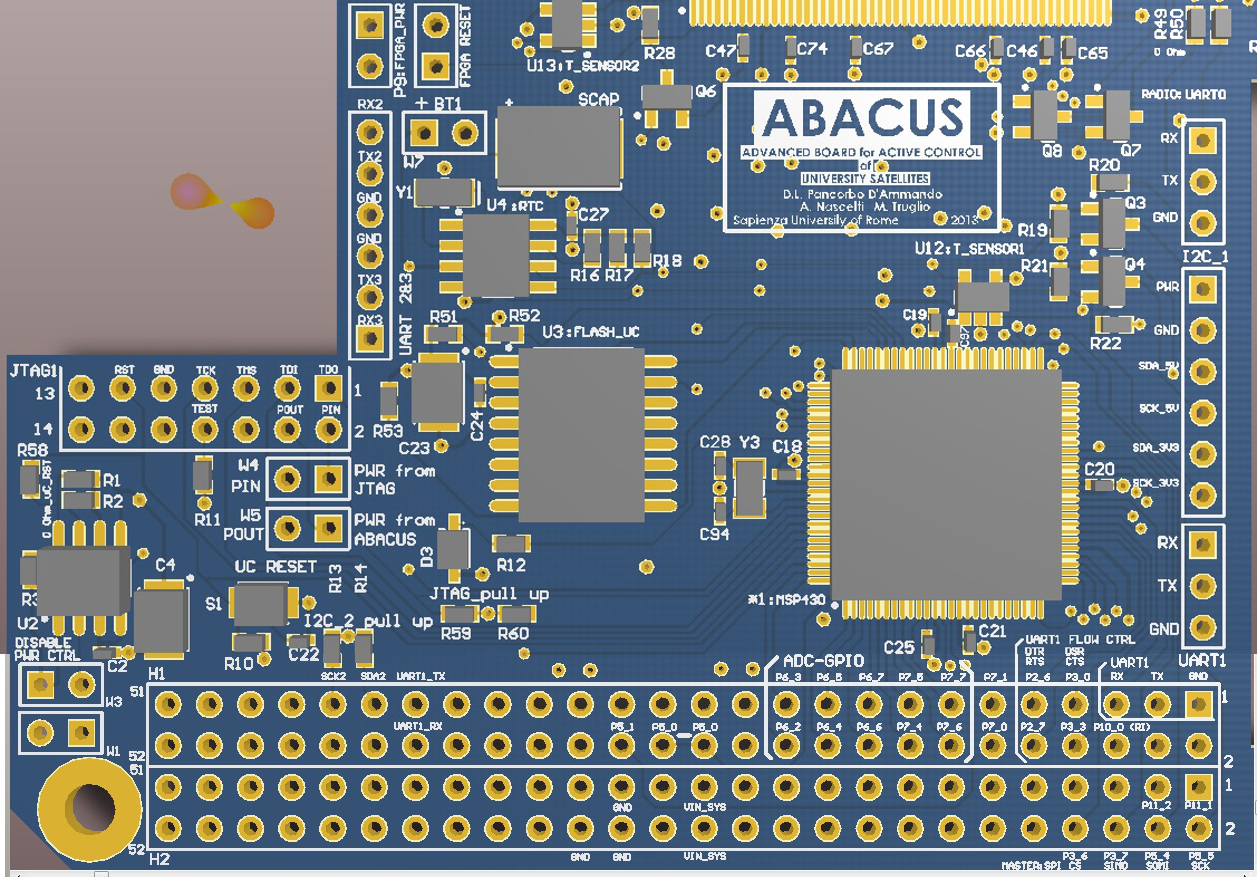 P9:FPGA_PWR
FPGA RESET
U13:T_SENSOR2
R28
C47
C74
C67
C66
C46
C65
R49
R50
0 Ohm
RX2
+ BT1
SCAP
+
Q6
ABACUS
ADVANCED BOARD for ACTIVE CONTROL
of
UNIVERSITY SATELLITES
D.L. Pancorbo D'Ammando
A. Nascetti M. Truglio
Sapienza University of Rome 2013
RADIO:UART0
Q8
Q7
RX
TX
GND
TX2
W7
GND
GND
TX3
RX3
UART 2&3
Y1
U4:RTC
C27
R16
R17
R18
R20
Q3
R19
U12:T_SENSOR1
R21
Q4
R22
C19
C97
I2C_1
PWR
GND
SDA_5V
SCK_5V
SDA_3V3
SCK_3V3
R51
R52
U3:FLASH_UC
JTAG1
RST
GND
TCK
TMS
TDI
TDO
13
1
TEST
POUT
PIN
14
2
R53
C23
C24
R58
0 Ohm_UC_RST
R1
R2
R11
W4
PIN
PWR from
JTAG
W5
POUT
PWR from
ABACUS
C28
Y3
C18
C94
C20
D3
R12
UC RESET
R13
R14
C4
S1
R3
U2
JTAG_pull up
R59
R60
I2C_2 pull up
*1:MSP430
RX
TX
GND
UART1
DISABLE
PWR CTRL
C2
R10
C22
C25
C21
UART1 FLOW CTRL
DTR
DSR
RTS
CTS
W3
W1
H1
SCK2
SDA2
UART1_TX
ADC-GPIO
P6_3
P6_5
P6_7
P7_5
P7_7
P7_1
P2_6
P3_0
UART1
RX
TX
GND
51
1
UART1_RX
P5_1
P5_0
P5_0
P6_2
P6_4
P6_6
P7_4
P7_6
P7_0
P2_7
P3_3
P10_0 (RI)
52
2
51
1
GND
VIN_SYS
P11_2
P11_1
52
2
H2
GND
GND
VIN_SYS
MASTER:SPI
P3_6
P3_7
P5_4
P5_5
CS
SIMO
SOMI
SCK